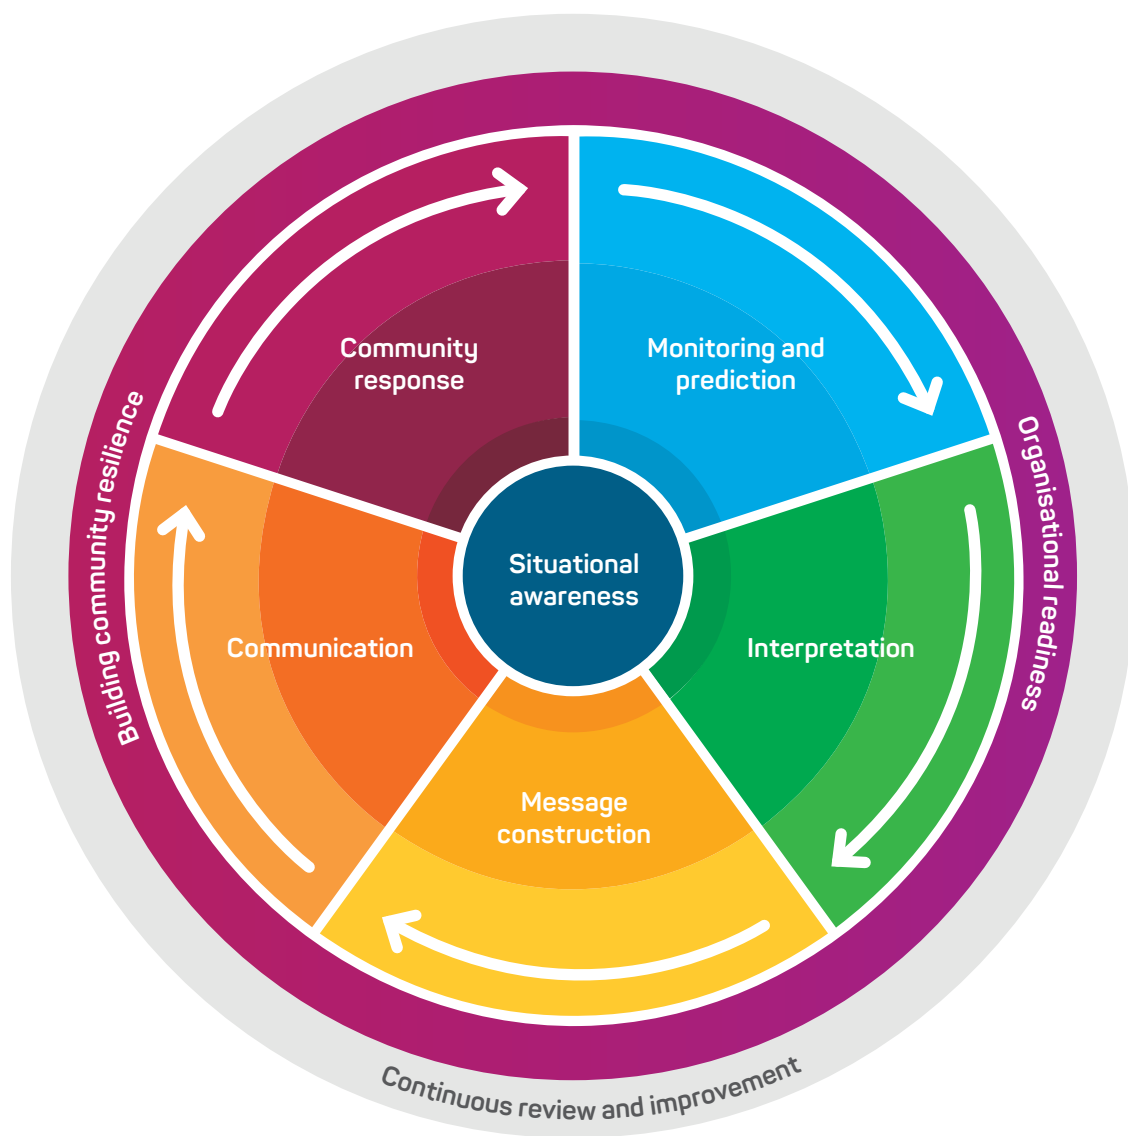 Community
response
Monitoring and
prediction
Building community resilience
Organisational readiness
Situational
awareness
Communication
Interpretation
Message
construction
Continuous review and improvement